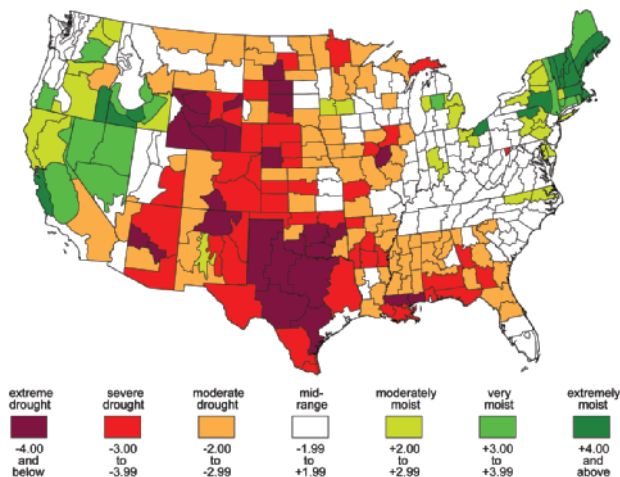 extreme drought
severe drought
moderate drought
mid-range
moderately moist
very moist
extremely moist
-4.00 and below
-3.00 to -3.99
-2.00 to -2.99
-1.99 to +1.99
+2.00 to +2.99
+3.00 to +3.99
+4.00 and above